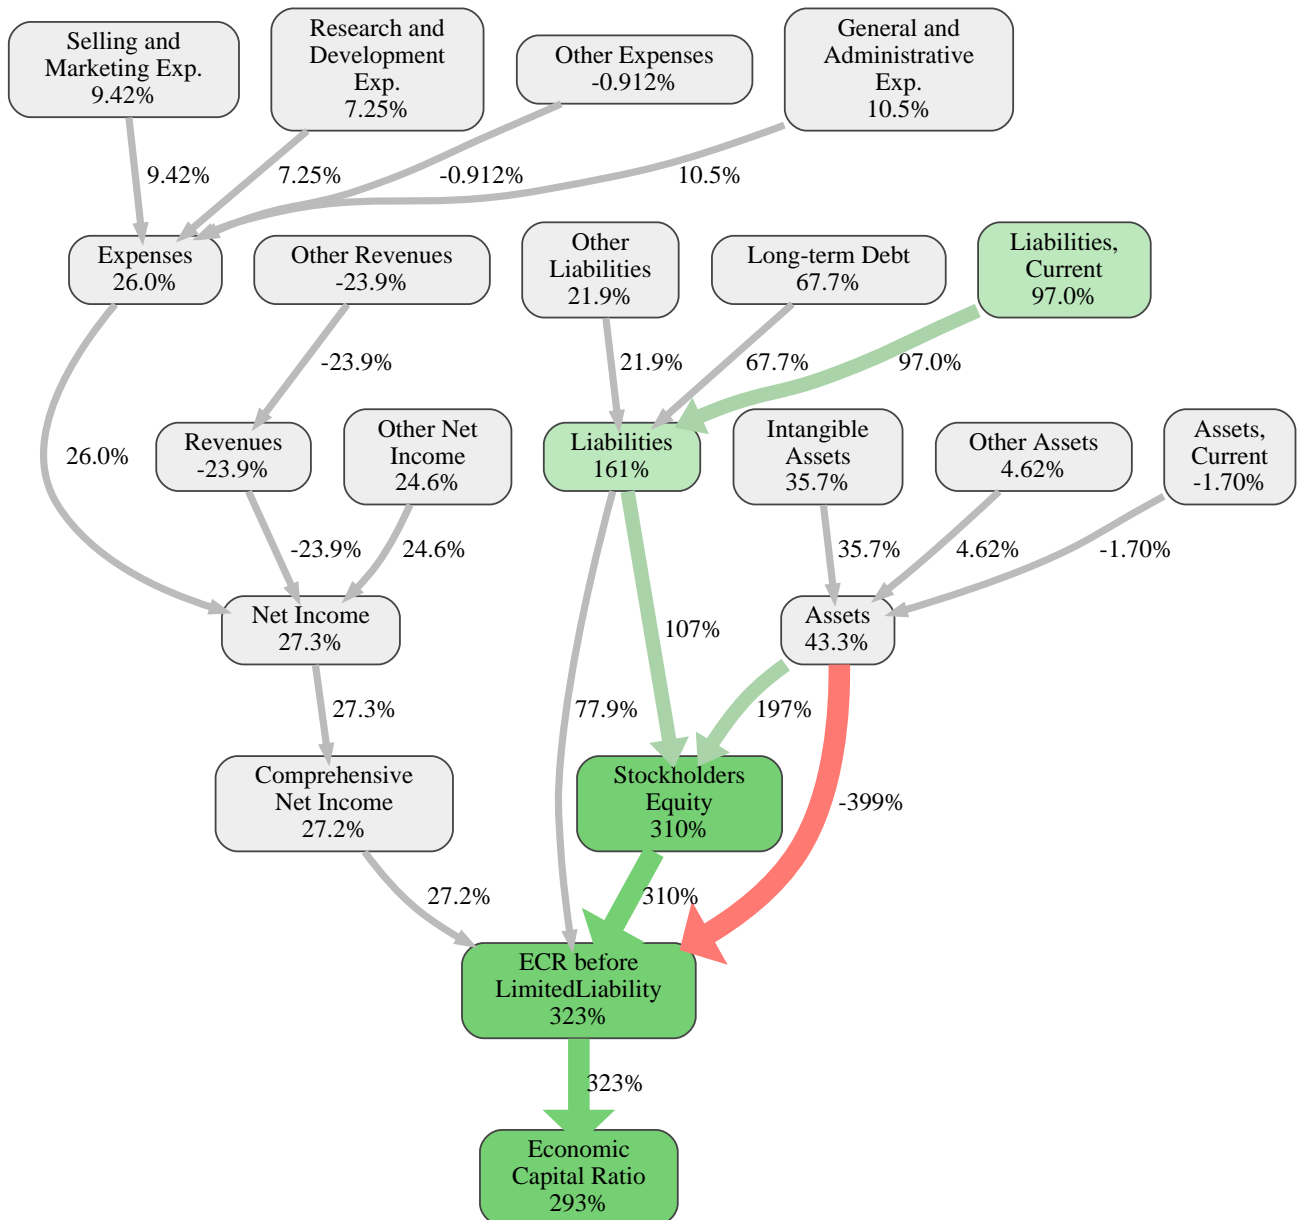 Selling and
Marketing Exp.
9.42%
Research and
Development
Exp.
7.25%
Other Expenses
-0.912%
General and
Administrative
Exp.
10.5%
9.42%
7.25%
-0.912%
10.5%
Expenses
26.0%
Other Revenues
-23.9%
Other
Liabilities
21.9%
Long-term Debt
67.7%
Liabilities,
Current
97.0%
-23.9%
21.9%
67.7%
97.0%
26.0%
Revenues
-23.9%
Other Net
Income
24.6%
Liabilities
161%
Intangible
Assets
35.7%
Other Assets
4.62%
Assets,
Current
-1.70%
-23.9%
24.6%
35.7%
4.62%
-1.70%
Net Income
27.3%
107%
Assets
43.3%
27.3%
77.9%
197%
Comprehensive
Net Income
27.2%
Stockholders
Equity
310%
-399%
27.2%
310%
ECR before
LimitedLiability
323%
323%
Economic
Capital Ratio
293%